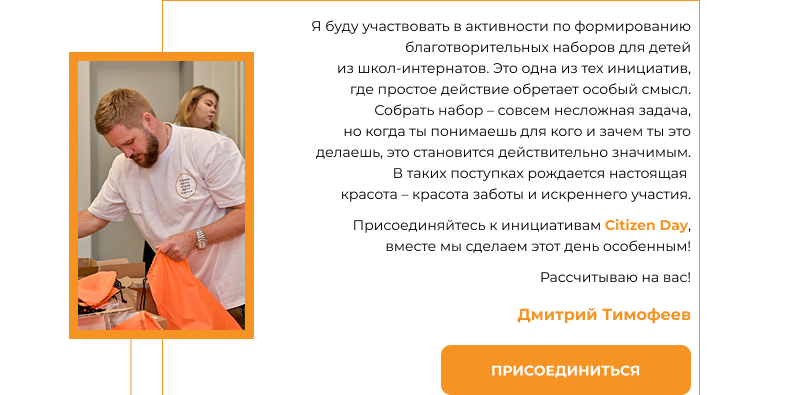 Я буду участвовать в активности по формированию
благотворительных наборов для детей
из школ-интернатов. Это одна из тех инициатив,
где простое действие обретает особый смысл.
Собрать набор – совсем несложная задача,
но когда ты понимаешь для кого и зачем ты это
делаешь, это становится действительно значимым.
В таких поступках рождается настоящая
красота – красота заботы и искреннего участия.
Присоединяйтесь к инициативам Citizen Day,
вместе мы сделаем этот день особенным!
Рассчитываю на вас!
Дмитрий Тимофеев
ПРИСОЕДИНИТЬСЯ